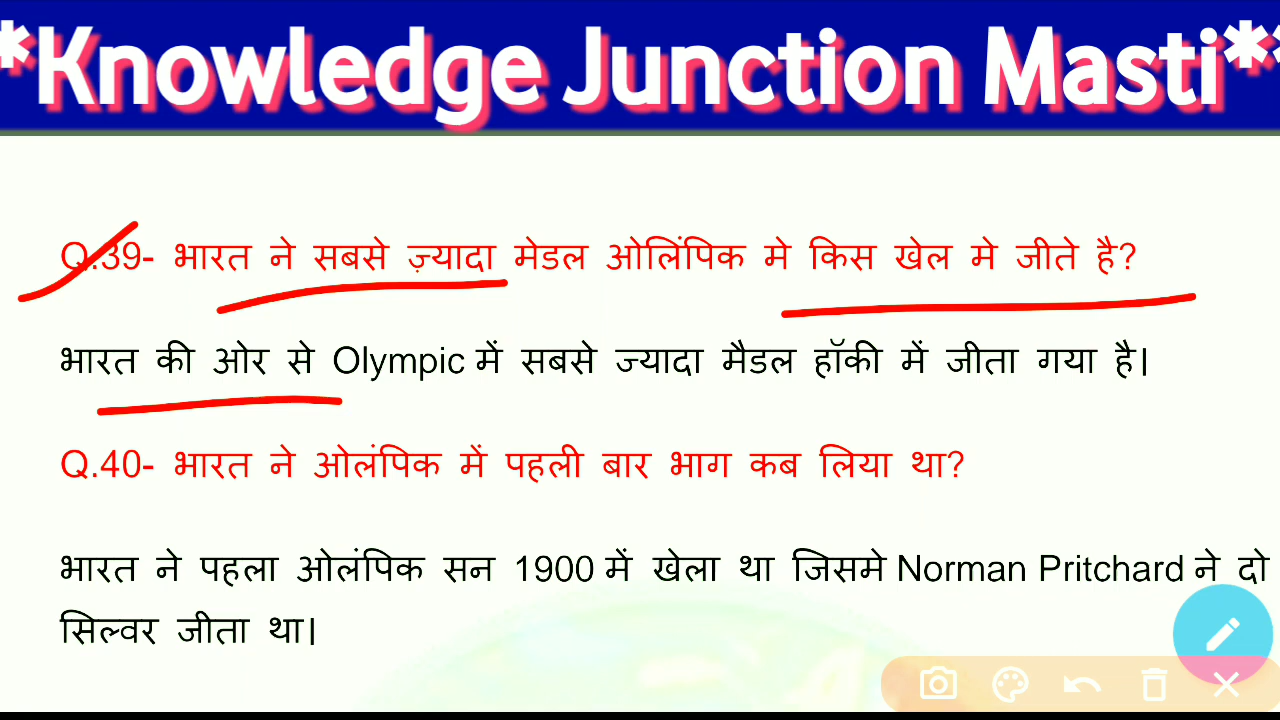 *Knowledge Junction Masti**
Q.39- भारत ने सबसे ज़्यादा मेडल ओलिंपिक मे किस खेल मे जीते है?
भारत की ओर से Olympic में सबसे ज्यादा मैडल हॉकी में जीता गया है।
Q.40- भारत ने ओलंपिक में पहली बार भाग कब लिया था?
भारत ने पहला ओलंपिक सन 1900 में खेला था जिसमे Norman Pritchard ने दो
सिल्वर जीता था।